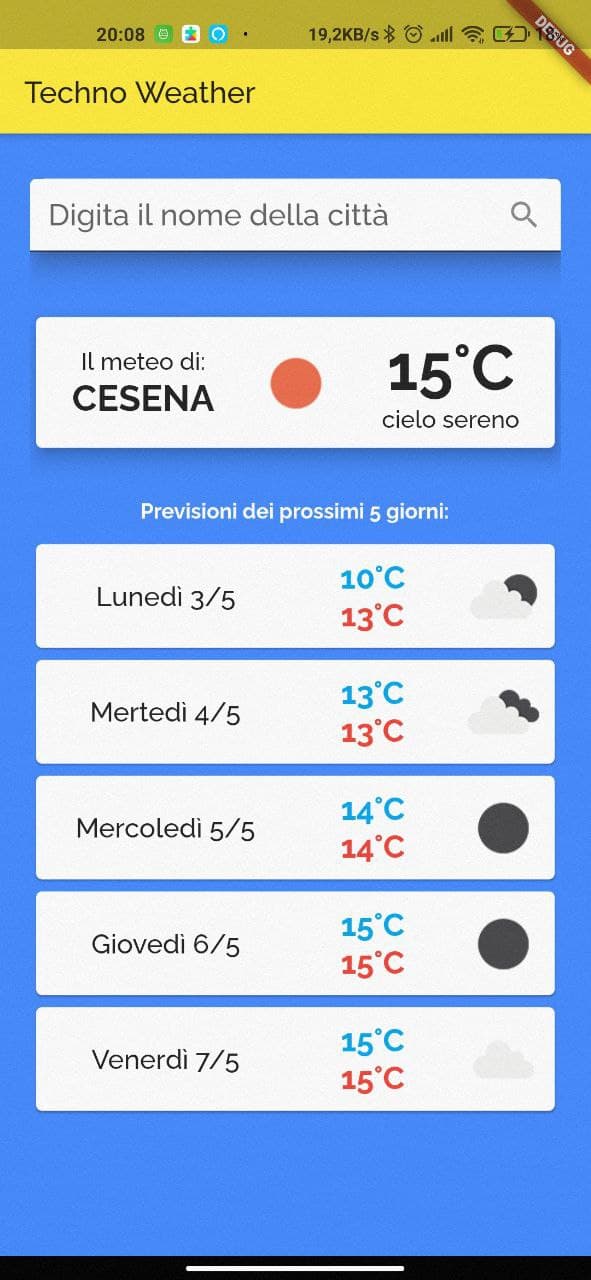 20:08
19,2KB/s
DEBUG
Techno Weather
Digita il nome della città
Il meteo di:
CESENA
15°C
cielo sereno
Previsioni dei prossimi 5 giorni:
Lunedì 3/5
10°C
13°C
Mertedì 4/5
13°C
13°C
Mercoledì 5/5
14°C
14°C
Giovedì 6/5
15°C
15°C
Venerdì 7/5
15°C
15°C